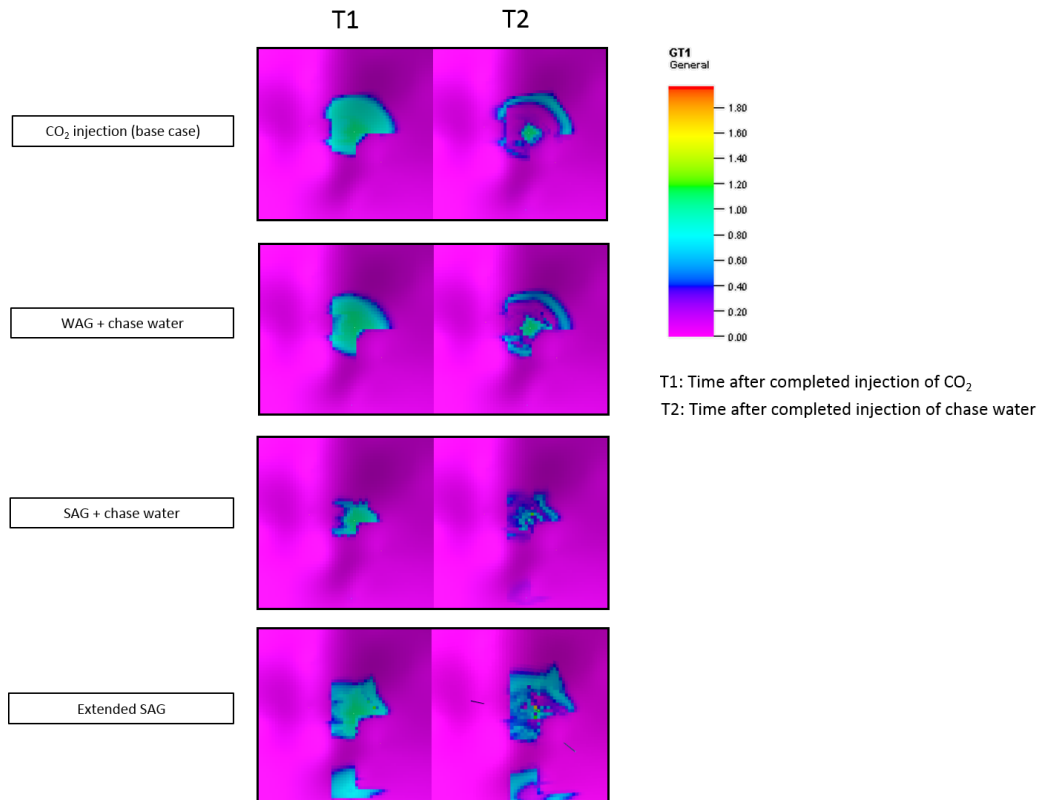 T1
T2
GT1
General
CO₂ injection (base case)
1.80
1.60
1.40
1.20
1.00
0.80
0.60
0.40
0.20
0.00
WAG + chase water
T1: Time after completed injection of CO₂
T2: Time after completed injection of chase water
SAG + chase water
Extended SAG